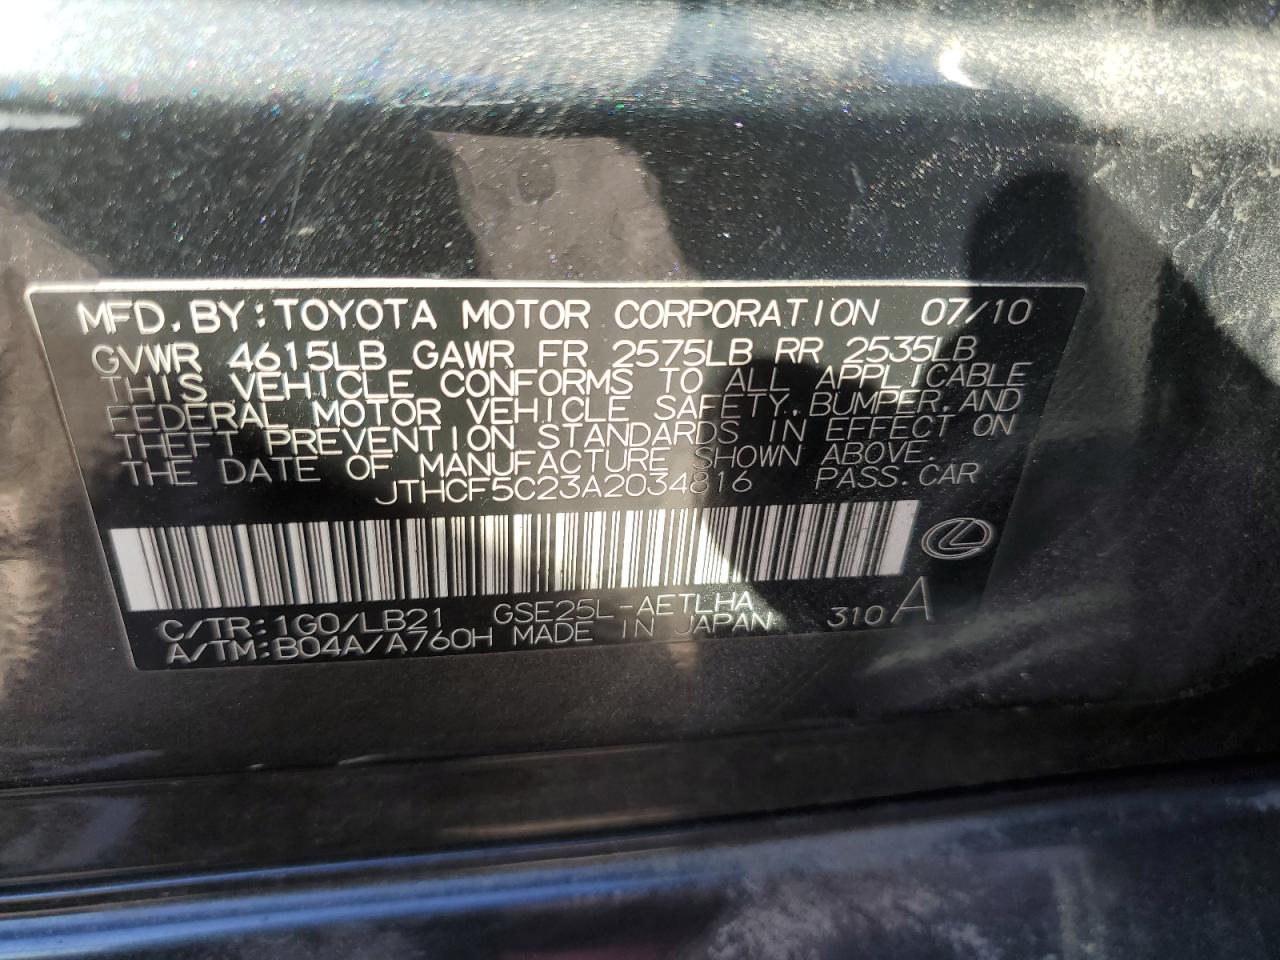 MFD. BY: TOYOTA MOTOR CORPORATION 07/10
GVWR 4615LB GAWR FR 2575LB RR 2535LB
THIS VEHICLE CONFORMS TO ALL APPLICABLE
FEDERAL MOTOR VEHICLE SAFETY, BUMPER, AND
THEFT PREVENTION STANDARDS IN EFFECT ON
THE DATE OF MANUFACTURE SHOWN ABOVE.
JTHCF5C23A2034816 PASS. CAR
C/TR: 1G0/LB21 GSE25L-AETLHA 310 A
A/TM: B04A/A760H MADE IN JAPAN